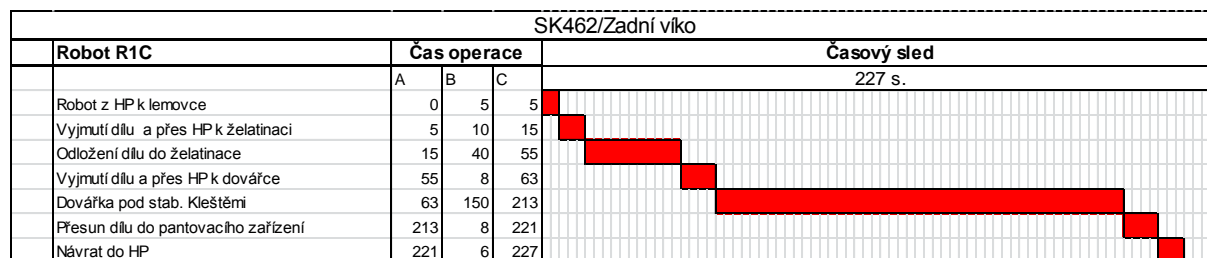 SK462/Zadní víko
Robot R1C Čas operace Časový sled
A B C 227 s.
Robot z HP k lemovce 0 5 5
Vyjmutí dílu a přes HP k želatinaci 5 10 15
Odložení dílu do želatinace 15 40 55
Vyjmutí dílu a přes HP k dovářce 55 8 63
Dovářka pod stab. Kleštěmi 63 150 213
Přesun dílu do pantovacího zařízení 213 8 221
Návrat do HP 221 6 227